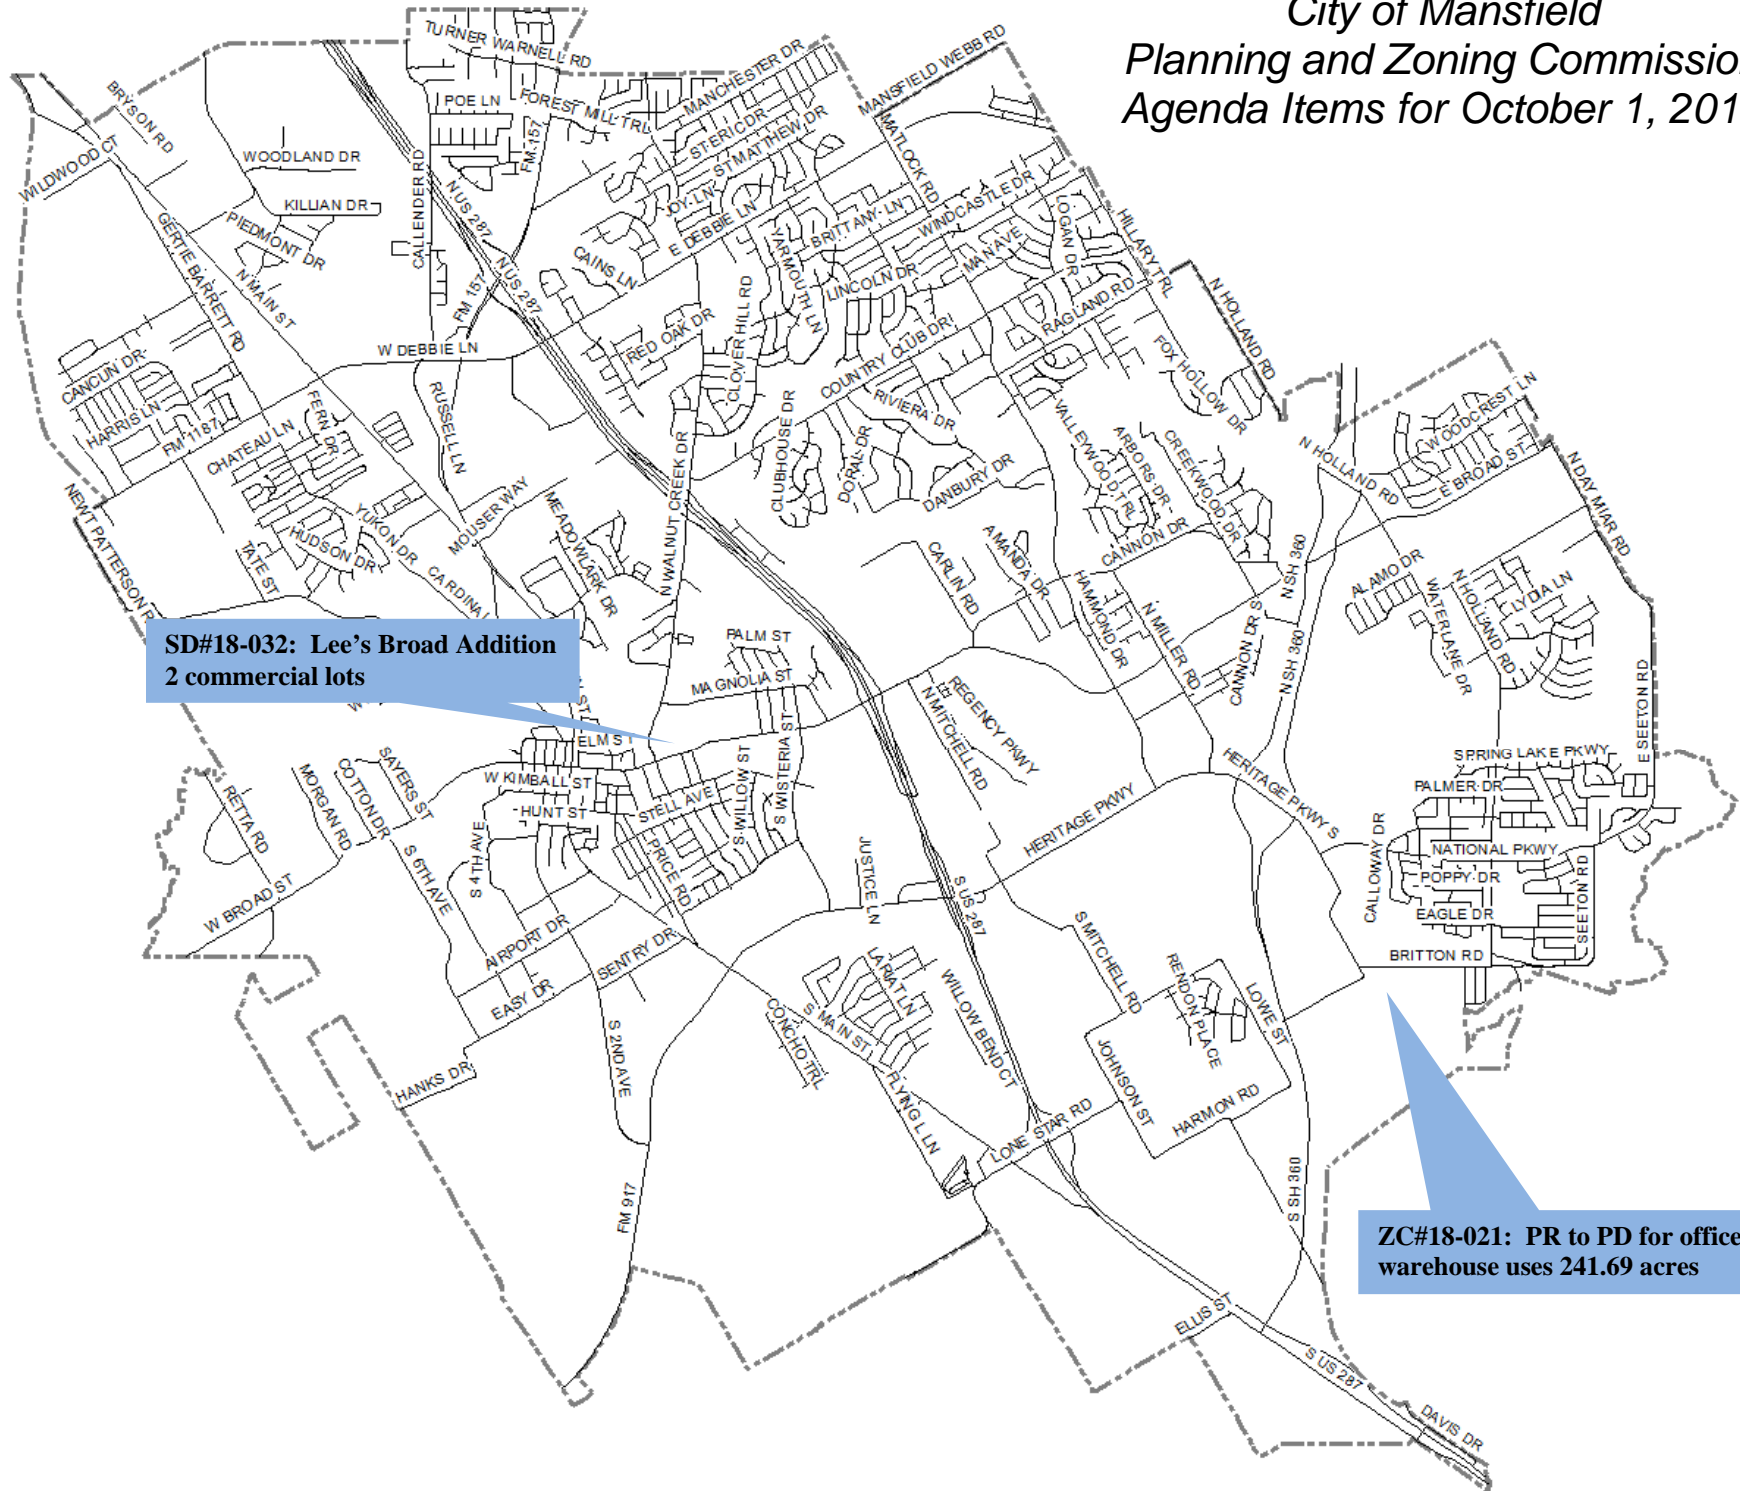 City of Mansfield
Planning and Zoning Commission
Agenda Items for October 1, 201
TURNER WARNELL RD
MANCHESTER DR
MANSFIELD WEBB RD
BRYSON RD
POE LN
FOREST MILL TRL
FM 157
ST ERIC DR
ST MATTHEW DR
MATLOCK RD
WILDWOOD CT
WOODLAND DR
CALLENDER RD
N US 287
JOY LN
E DEBBIE LN
BRITTANY LN
WINDCASTLE DR
LOGAN DR
HILLARY TRL
KILLIAN DR
PIEDMONT DR
GERTIE BARRETT RD
N MAIN ST
FM 157
N US 287
CAINS LN
YARMOUTH LN
LINCOLN DR
MAN AVE
N HOLLAND RD
W DEBBIE LN
RED OAK DR
CLOVER HILL RD
COUNTRY CLUB DR
RAGLAND RD
FOX HOLLOW DR
CANCUN DR
HARRIS LN
FM 1187
CHATEAU LN
FERN DR
RUSSELL LN
CLUBHOUSE DR
RIVIERA DR
DORAL DR
VALLEYWOOD TRL
ARBORS DR
CREEKWOOD DR
WOODCREST LN
N HOLLAND RD
E BROAD ST
N DAY MIAR RD
NEWT PATTERSON R
TATE ST
HUDSON DR
YUKON DR
MOUSER WAY
MEADOWLARK DR
N WALNUT CREEK DR
DANBURY DR
CARLIN RD
AMANDA DR
CANNON DR
N SH 360
ALAMO DR
CARDINAL
HAMMOND DR
N MILLER RD
CANNON DR S
WATERLANE DR
N HOLLAND RD
LYDIA LN
SD#18-032: Lee's Broad Addition
2 commercial lots
PALM ST
MAGNOLIA ST
N MITCHELL RD
REGENCY PKWY
N SH 360
E SEETON RD
W
ST
ELM ST
SAYERS ST
COTTON DR
MORGAN RD
RETTA RD
W KIMBALL ST
HUNT ST
STELL AVE
S WILLOW ST
S WISTERIA ST
HERITAGE PKWY
HERITAGE PKWY S
SPRING LAKE PKWY
PALMER DR
CALLOWAY DR
NATIONAL PKWY
POPPY DR
EAGLE DR
SEETON RD
BRITTON RD
W BROAD ST
S 6TH AVE
S 4TH AVE
PRICE RD
JUSTICE LN
S US 287
AIRPORT DR
SENTRY DR
EASY DR
LARIAT LN
WILLOW BEND CT
S MITCHELL RD
RENDON PLACE
LOWE ST
CONCHO TRL
S MAIN ST
HANKS DR
S 2ND AVE
FLYING L LN
LONE STAR RD
JOHNSON ST
HARMON RD
FM 917
S SH 360
ZC#18-021: PR to PD for office
warehouse uses 241.69 acres
ELLIS ST
S US 287
DAVIS DR